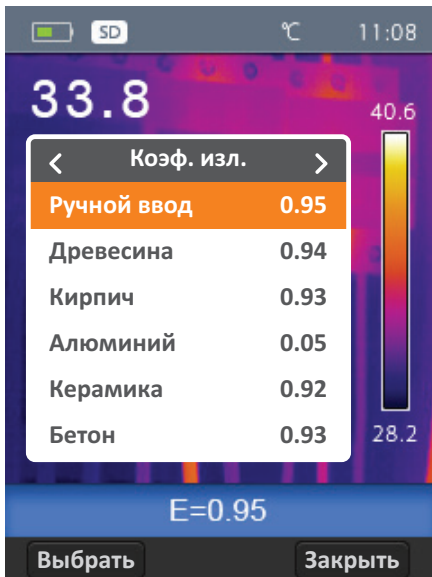 SD ℃ 11:08
33.8
40.6
< Коэф. изл. >
Ручной ввод 0.95
Древесина 0.94
Кирпич 0.93
Алюминий 0.05
Керамика 0.92
Бетон 0.93
28.2
E=0.95
Выбрать Закрыть